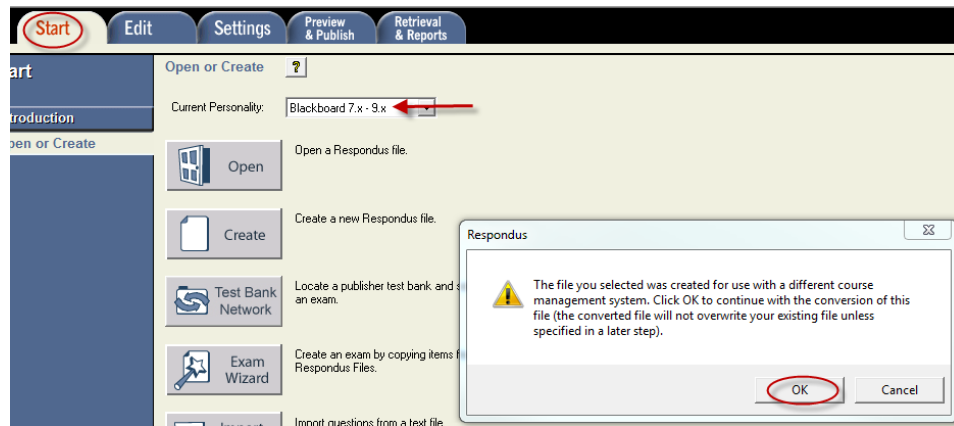 Start
Edit
Settings
Preview
& Publish
Retrieval
& Reports
art
Open or Create
?
Current Personality:
Blackboard 7.x - 9.x
troduction
pen or Create
Open
Open a Respondus file.
Create
Create a new Respondus file.
Test Bank
Network
Locate a publisher test bank and s
an exam.
Exam
Wizard
Create an exam by copying items f
Respondus Files.
Import
Import questions from a text file.
Respondus
The file you selected was created for use with a different course
management system. Click OK to continue with the conversion of this
file (the converted file will not overwrite your existing file unless
specified in a later step).
OK
Cancel